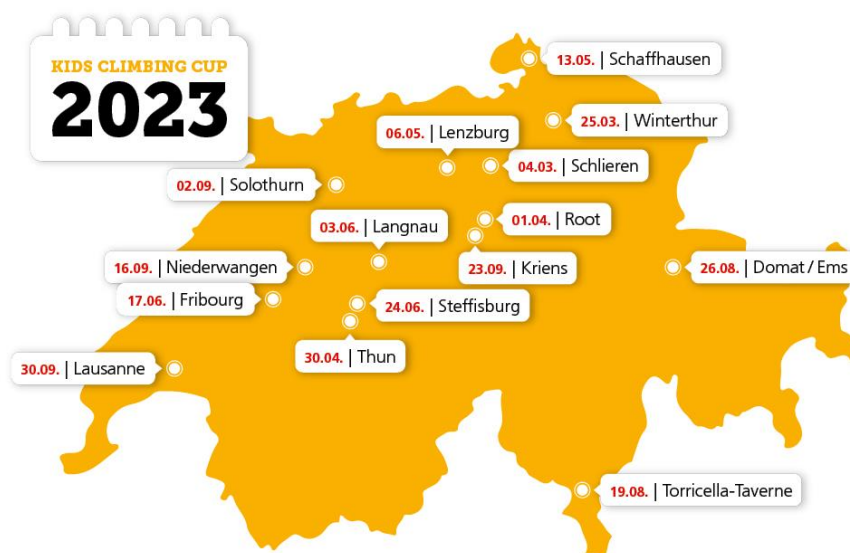 KIDS CLIMBING CUP
2023
13.05. | Schaffhausen
25.03. | Winterthur
06.05. | Lenzburg
04.03. | Schlieren
02.09. | Solothurn
01.04. | Root
03.06. | Langnau
23.09. | Kriens
16.09. | Niederwangen
26.08. | Domat / Ems
17.06. | Fribourg
24.06. | Steffisburg
30.04. | Thun
30.09. | Lausanne
19.08. | Torricella-Taverne